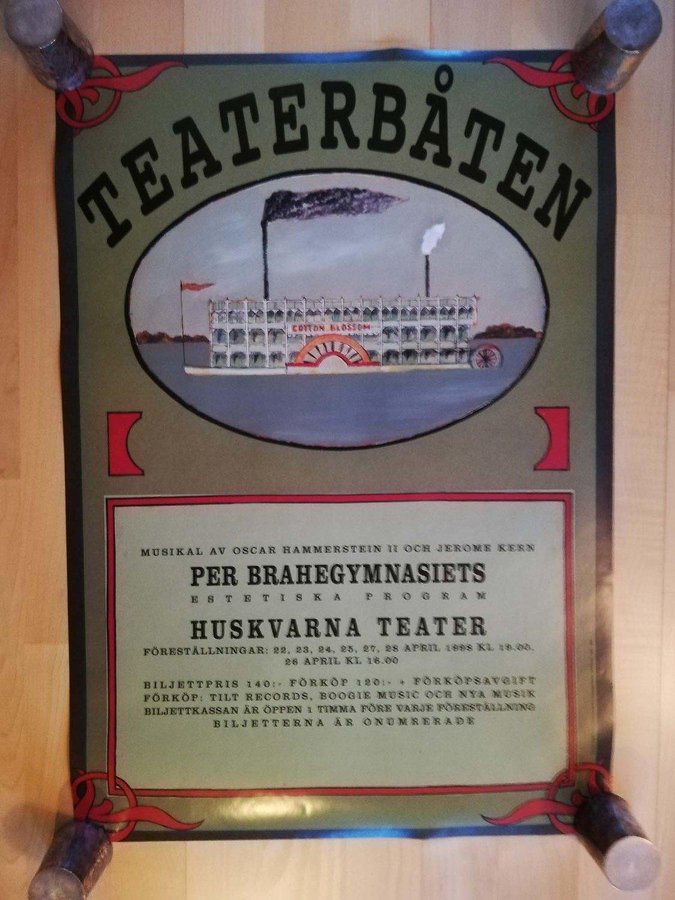 TEATERBÅTEN
COTTON BLOSSOM
MUSIKAL AV OSCAR HAMMERSTEIN II OCH JEROME KERN
PER BRAHEGYMNASIETS
ESTETISKA PROGRAM
HUSKVARNA TEATER
FÖRESTÄLLNINGAR: 22, 23, 24, 25, 27, 28 APRIL 1998 KL 19.00.
26 APRIL KL 16.00
BILJETTPRIS 140:- FÖRKÖP 120:- + FÖRKÖPSAVGIFT
FÖRKÖP: TILT RECORDS, BOOGIE MUSIC OCH NYA MUSIK
BILJETTKASSAN ÄR ÖPPEN 1 TIMMA FÖRE VARJE FÖRESTÄLLNING
BILJETTERNA ÄR ONUMRERADE